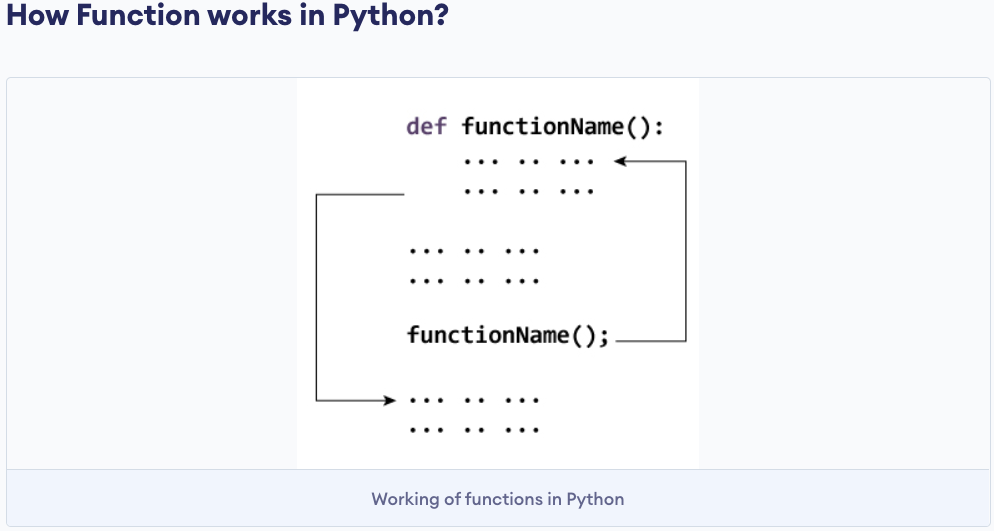 How Function works in Python?
def functionName():
... .. ...
... .. ...
... .. ...
... .. ...
functionName();
... .. ...
... .. ...
Working of functions in Python